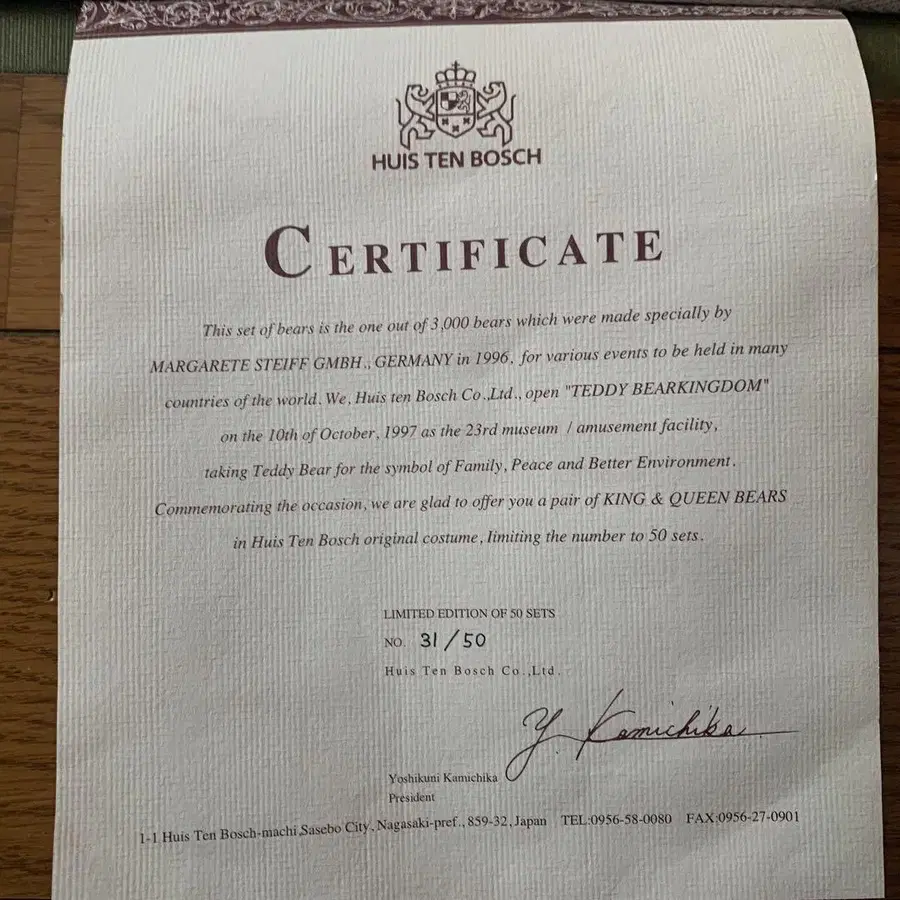 HUIS TEN BOSCH
CERTIFICATE
This set of bears is the one out of 3,000 bears which were made specially by
MARGARETE STEIFF GMBH., GERMANY in 1996, for various events to be held in many
countries of the world. We, Huis ten Bosch Co.,Ltd., open "TEDDY BEARKINGDOM"
on the 10th of October, 1997 as the 23rd museum / amusement facility,
taking Teddy Bear for the symbol of Family, Peace and Better Environment.
Commemorating the occasion, we are glad to offer you a pair of KING & QUEEN BEARS
in Huis Ten Bosch original costume, limiting the number to 50 sets.
LIMITED EDITION OF 50 SETS
NO. 31/50
Huis Ten Bosch Co.,Ltd.
Y. Kamichika
Yoshikuni Kamichika
President
1-1 Huis Ten Bosch-machi,Sasebo City, Nagasaki-pref., 859-32, Japan TEL:0956-58-0080 FAX:0956-27-0901